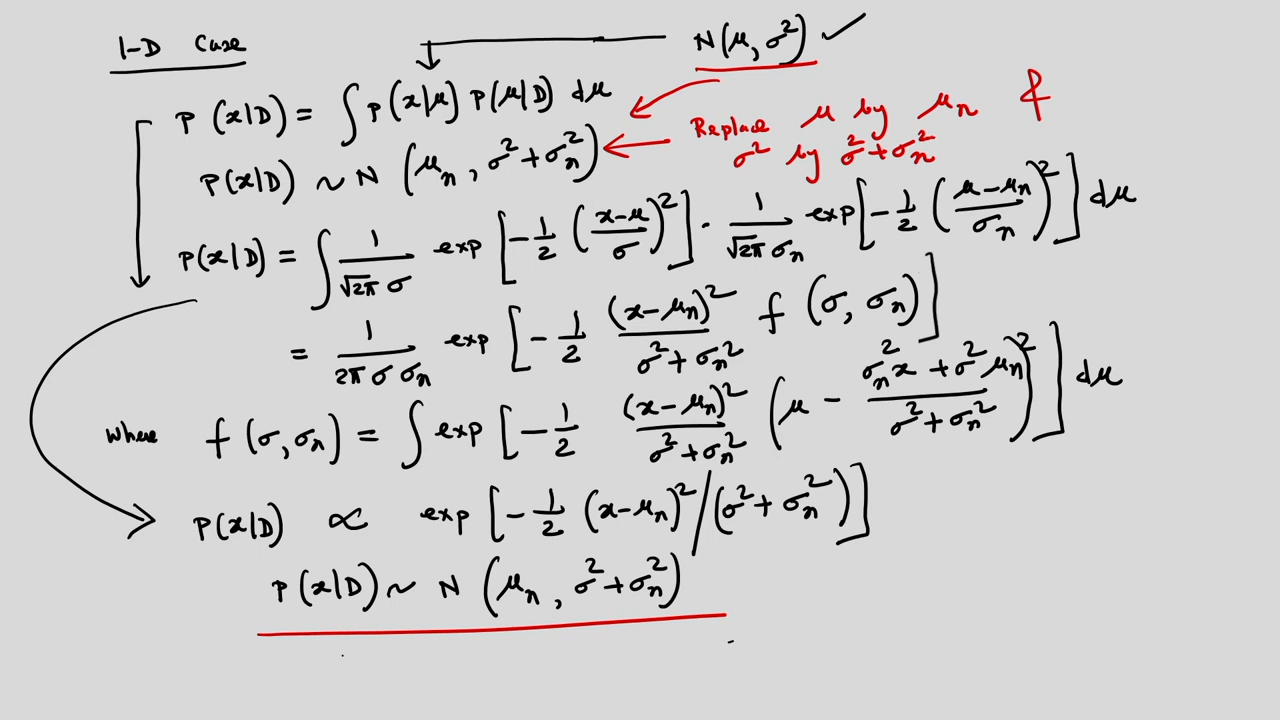 1-D Case
N(μ, σ²) ✓
P(x|D) = ∫ P(x|μ) P(μ|D) dμ
Replace μ by μₙ &
σ² by σ² + σₙ²
P(x|D) ~ N (μₙ, σ² + σₙ²)
P(x|D) = ∫ 1/(√2π σ) exp [-1/2 ((x-μ)/σ)²] · 1/(√2π σₙ) exp[-1/2 ((μ-μₙ)/σₙ)²] dμ
= 1/(2π σ σₙ) exp [-1/2 (x-μₙ)²/(σ² + σₙ²) f (σ, σₙ)]
where f(σ, σₙ) = ∫ exp [-1/2 (x-μₙ)²/(σ² + σₙ²) (μ - (σₙ² x + σ² μₙ)/(σ² + σₙ²))²] dμ
P(x|D) ∝ exp [-1/2 (x-μₙ)²/(σ² + σₙ²)]
P(x|D) ~ N (μₙ, σ² + σₙ²)